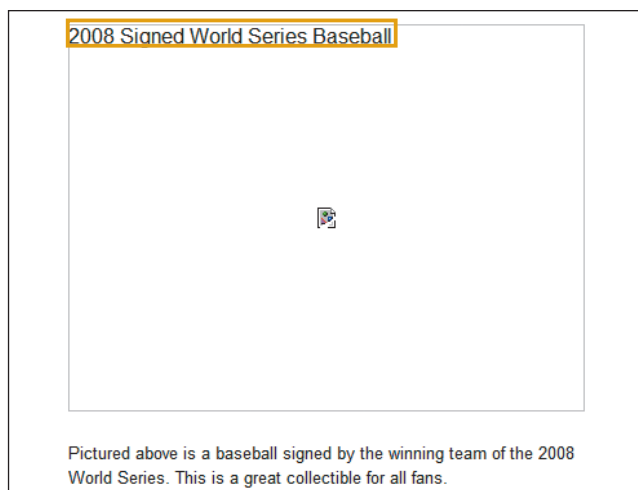 2008 Signed World Series Baseball
Pictured above is a baseball signed by the winning team of the 2008
World Series. This is a great collectible for all fans.